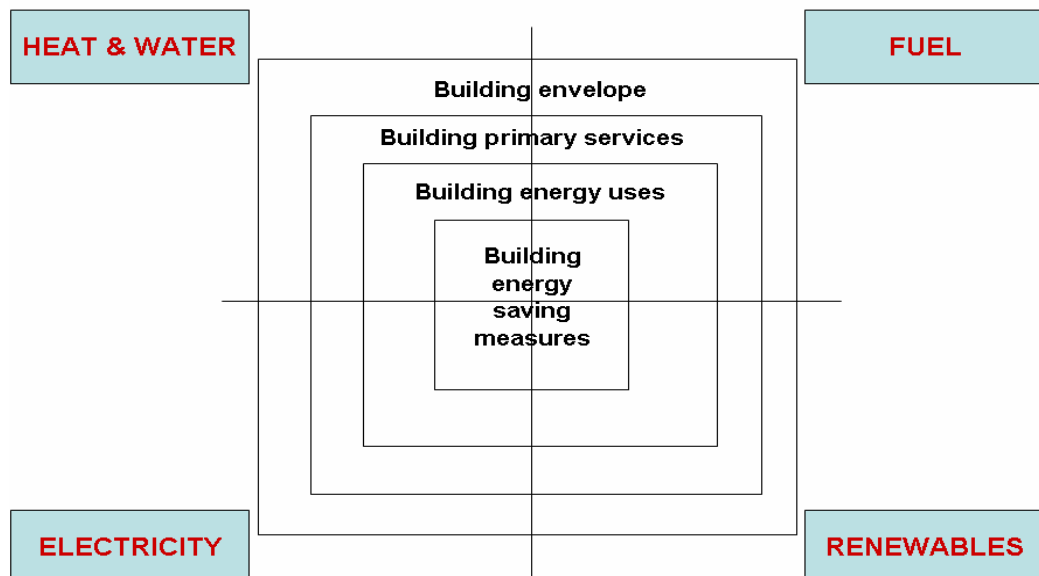 HEAT & WATER
FUEL
Building envelope
Building primary services
Building energy uses
Building
energy
saving
measures
ELECTRICITY
RENEWABLES